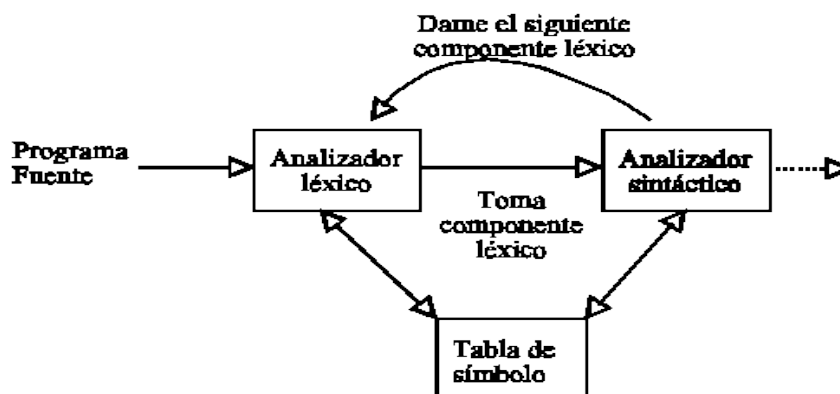 Dame el siguiente
componente léxico
Programa
Fuente
Analizador
léxico
Analizador
sintáctico
Toma
componente
léxico
Tabla de
símbolo